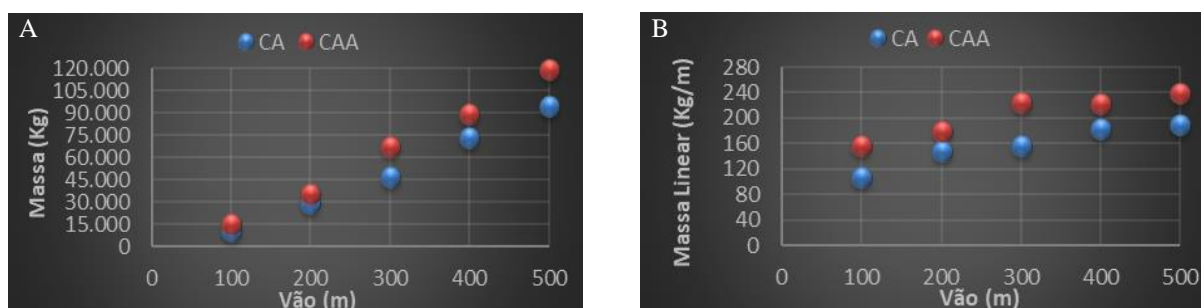 A
CA CAA
Massa (Kg)
120.000
105.000
90.000
75.000
60.000
45.000
30.000
15.000
0
0 100 200 300 400 500
Vão (m)
B
CA CAA
Massa Linear (Kg/m)
280
240
200
160
120
80
40
0
0 100 200 300 400 500
Vão (m)